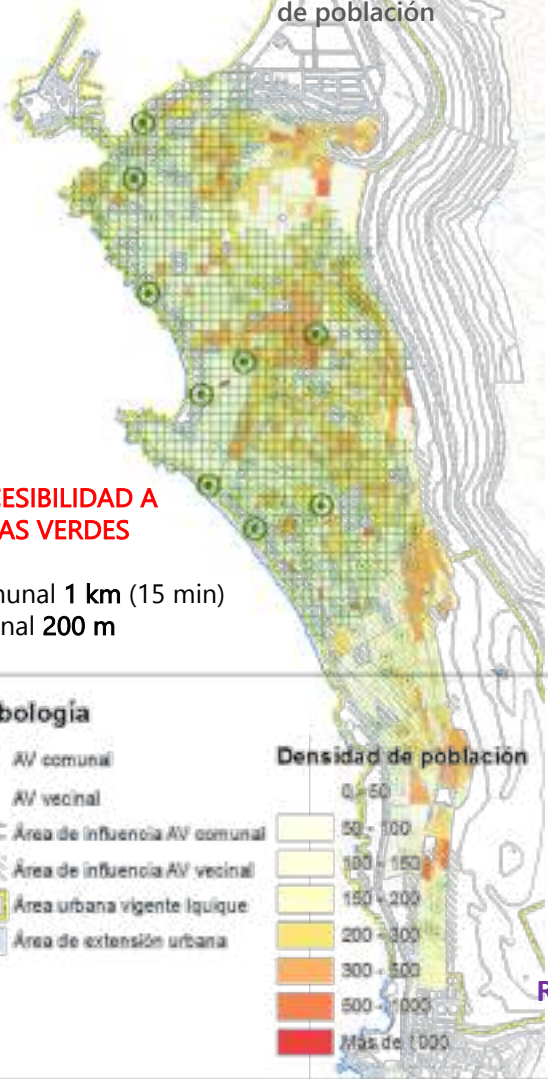 de población
CESIBILIDAD A
AS VERDES
munal 1 km (15 min)
nal 200 m
bología
AV comunal
AV vecinal
Área de influencia AV comunal
Área de influencia AV vecinal
Área urbana vigente Iquique
Área de extensión urbana
Densidad de población
0 - 50
50 - 100
100 - 150
150 - 200
200 - 300
300 - 500
500 - 1000
Más de 1000
R